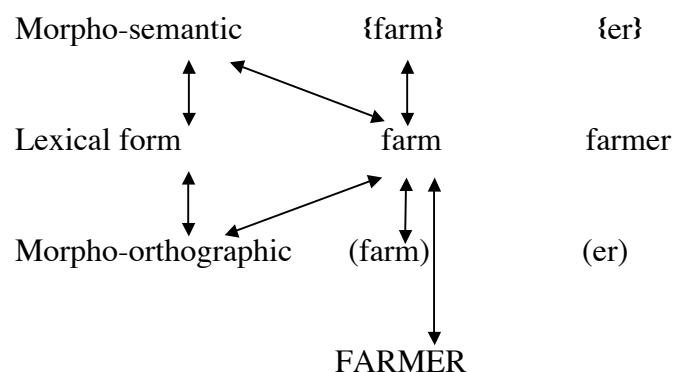 Morpho-semantic {farm} {er}
Lexical form farm farmer
Morpho-orthographic (farm) (er)
FARMER